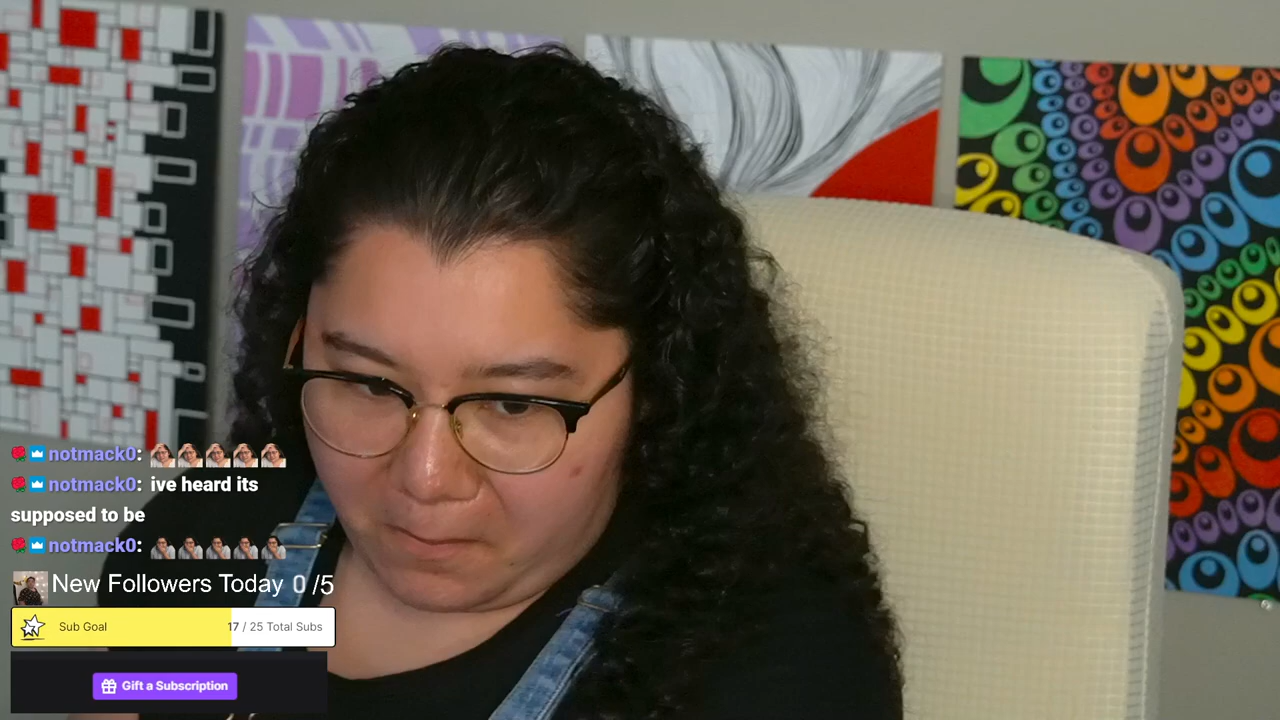 notmack0:
notmack0: ive heard its
supposed to be
notmack0:
New Followers Today 0 /5
Sub Goal 17 / 25 Total Subs
Gift a Subscription